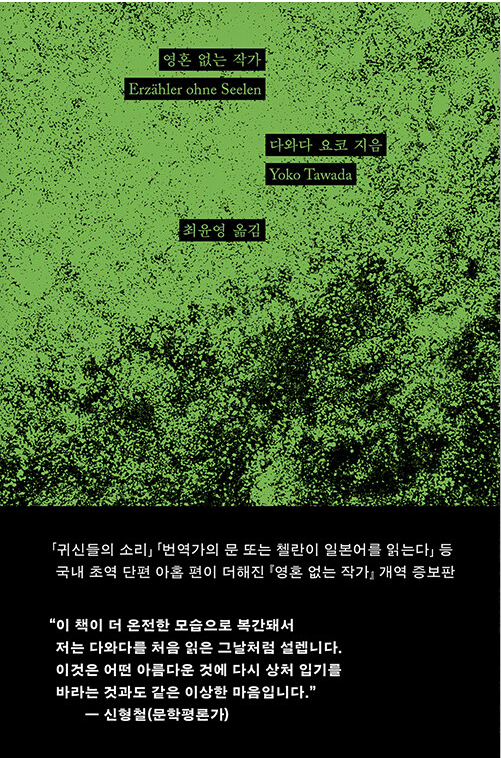 영혼 없는 작가
Erzähler ohne Seelen
다와다 요코 지음
Yoko Tawada
최윤영 옮김
「귀신들의 소리」 「번역가의 문 또는 첼란이 일본어를 읽는다」 등
국내 초역 단편 아홉 편이 더해진 『영혼 없는 작가』 개역 증보판
“이 책이 더 온전한 모습으로 복간돼서
저는 다와다를 처음 읽은 그날처럼 설렙니다.
이것은 어떤 아름다운 것에 다시 상처 입기를
바라는 것과도 같은 이상한 마음입니다.”
— 신형철(문학평론가)